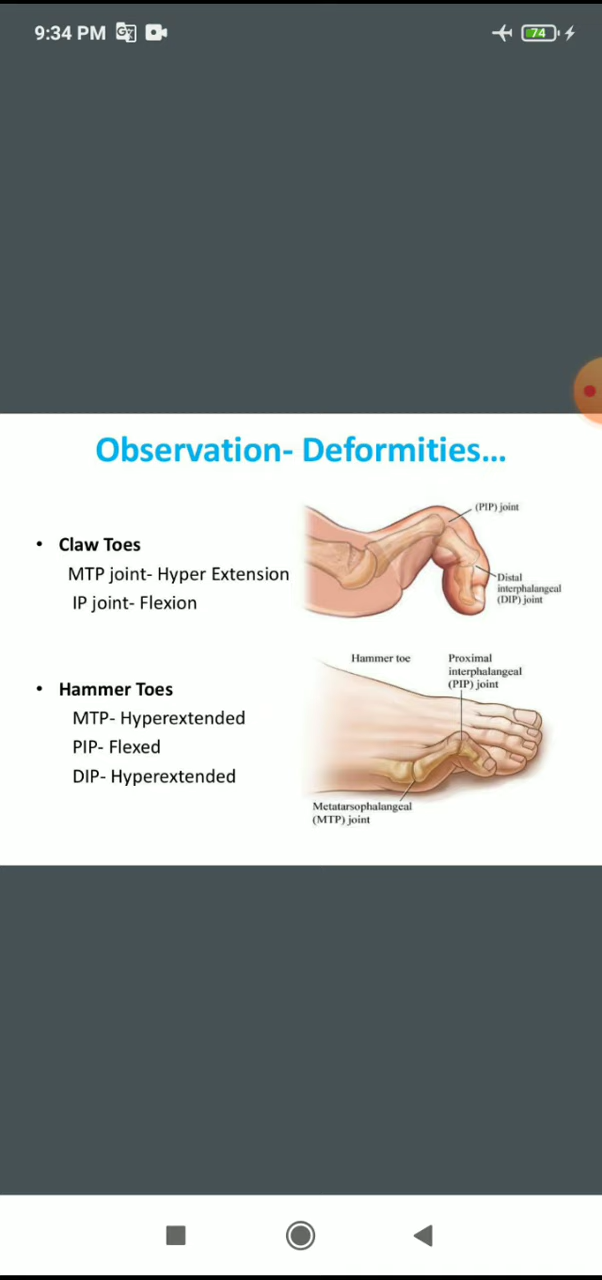 9:34 PM
74
Observation- Deformities...
• Claw Toes
MTP joint- Hyper Extension
IP joint- Flexion
(PIP) joint
Distal
interphalangeal
(DIP) joint
• Hammer Toes
MTP- Hyperextended
PIP- Flexed
DIP- Hyperextended
Hammer toe
Proximal
interphalangeal
(PIP) joint
Metatarsophalangeal
(MTP) joint